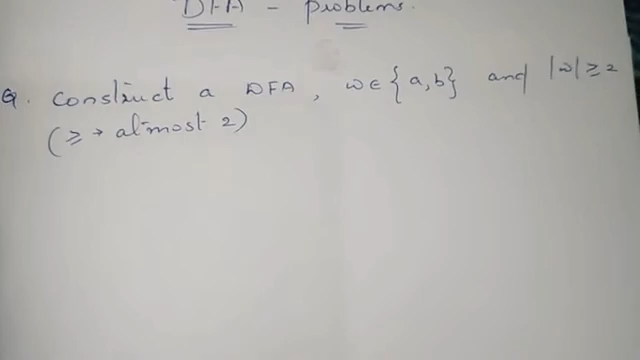 DFA - problems.
Q. Construct a DFA, w ∈ {a,b} and |w| ≥ 2
(≥ → almost 2)